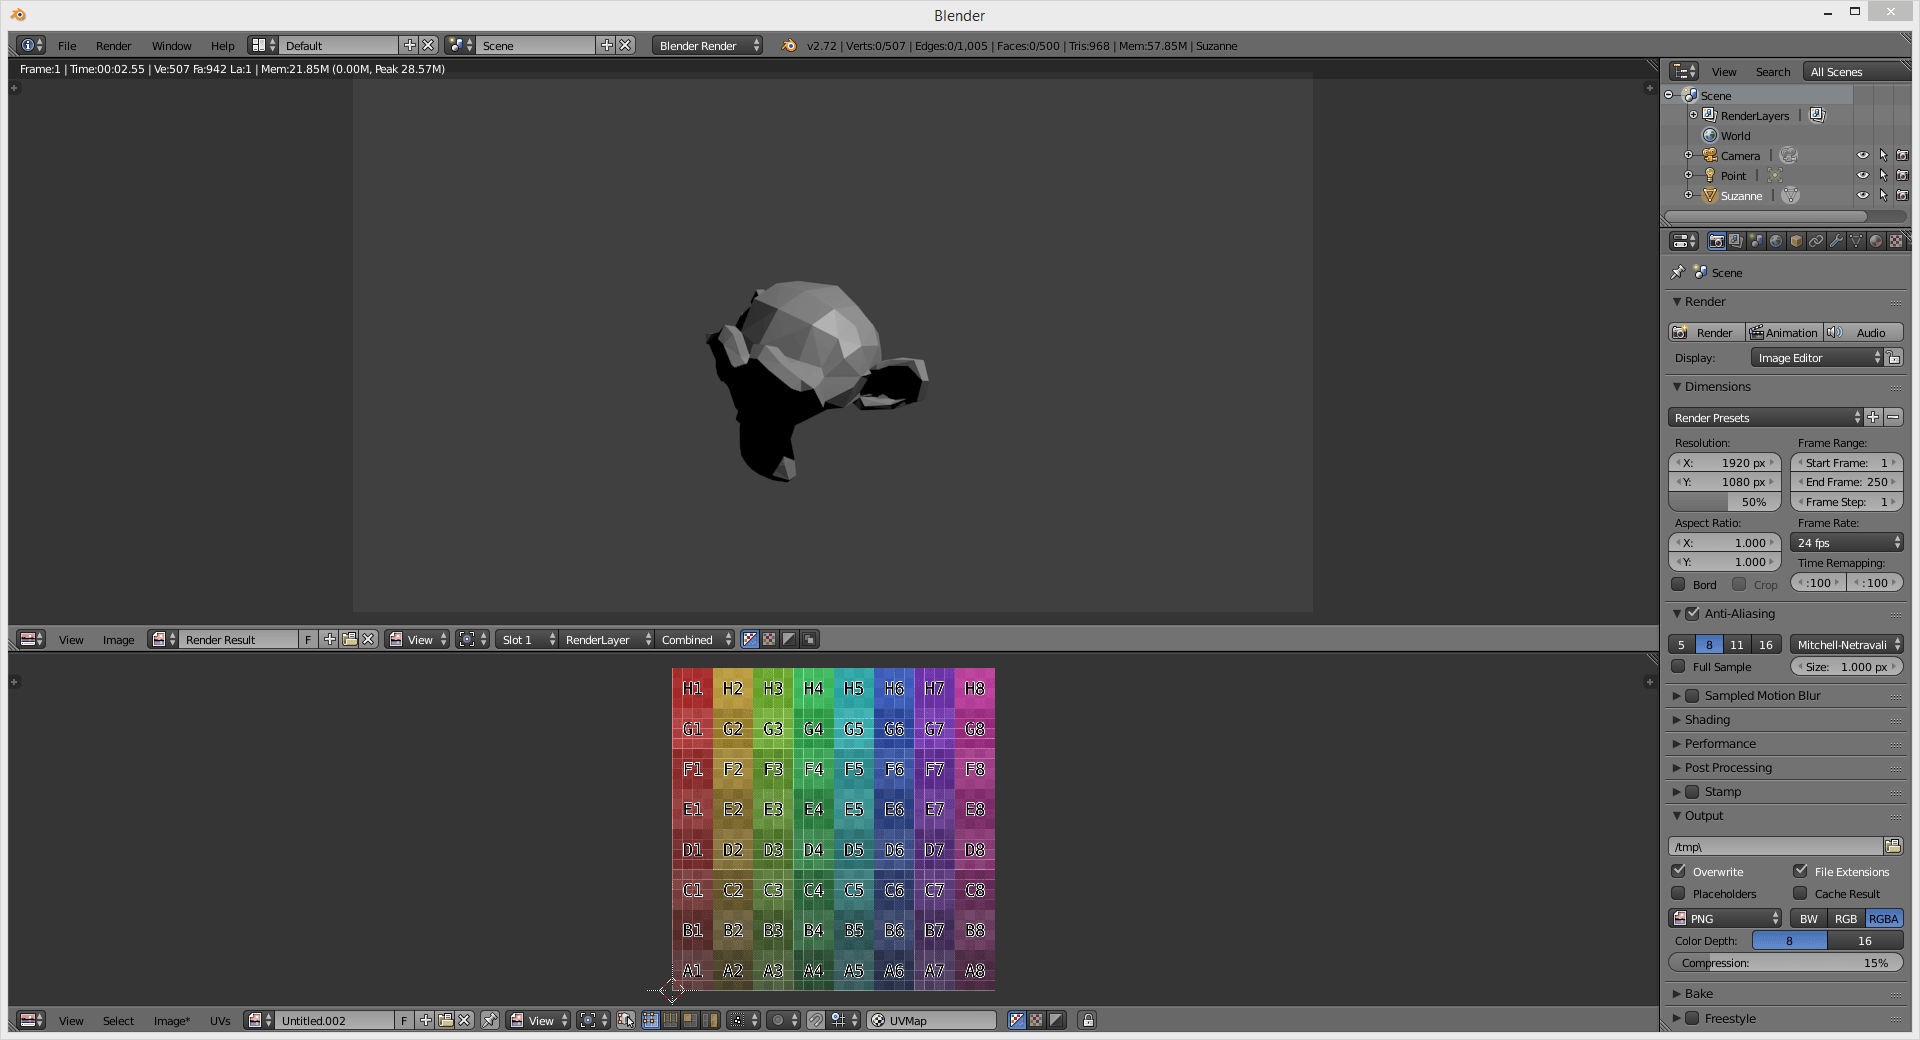 Blender
File Render Window Help Default Scene Blender Render v2.72 | Verts:0/507 | Edges:0/1,005 | Faces:0/500 | Tris:968 | Mem:57.85M | Suzanne
Frame:1 | Time:00:02.55 | Ve:507 Fa:942 La:1 | Mem:21.85M (0.00M, Peak 28.57M)
View Image Render Result F View Slot 1 RenderLayer Combined
H1 H2 H3 H4 H5 H6 H7 H8
G1 G2 G3 G4 G5 G6 G7 G8
F1 F2 F3 F4 F5 F6 F7 F8
E1 E2 E3 E4 E5 E6 E7 E8
D1 D2 D3 D4 D5 D6 D7 D8
C1 C2 C3 C4 C5 C6 C7 C8
B1 B2 B3 B4 B5 B6 B7 B8
A1 A2 A3 A4 A5 A6 A7 A8
View Select Image* UVs Untitled.002 F View UVMap
View Search All Scenes
Scene
RenderLayers |
World
Camera |
Point |
Suzanne |
Scene
Render
Render Animation Audio
Display: Image Editor
Dimensions
Render Presets
Resolution: Frame Range:
X: 1920 px Start Frame: 1
Y: 1080 px End Frame: 250
50% Frame Step: 1
Aspect Ratio: Frame Rate:
X: 1.000 24 fps
Y: 1.000 Time Remapping:
Bord Crop :100 :100
Anti-Aliasing
5 8 11 16 Mitchell-Netravali
Full Sample Size: 1.000 px
Sampled Motion Blur
Shading
Performance
Post Processing
Stamp
Output
/tmp\
Overwrite File Extensions
Placeholders Cache Result
PNG BW RGB RGBA
Color Depth: 8 16
Compression: 15%
Bake
Freestyle